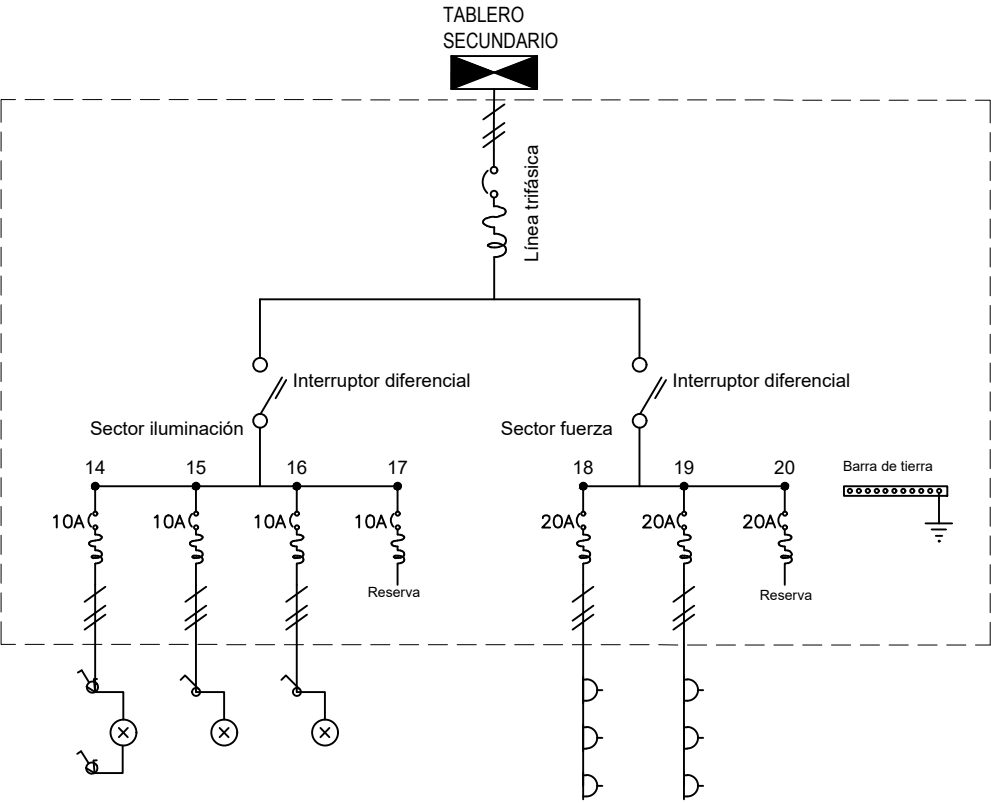 TABLERO
SECUNDARIO
Línea trifásica
Interruptor diferencial
Interruptor diferencial
Sector iluminación
Sector fuerza
14
15
16
17
18
19
20
Barra de tierra
10A
10A
10A
10A
20A
20A
20A
Reserva
Reserva